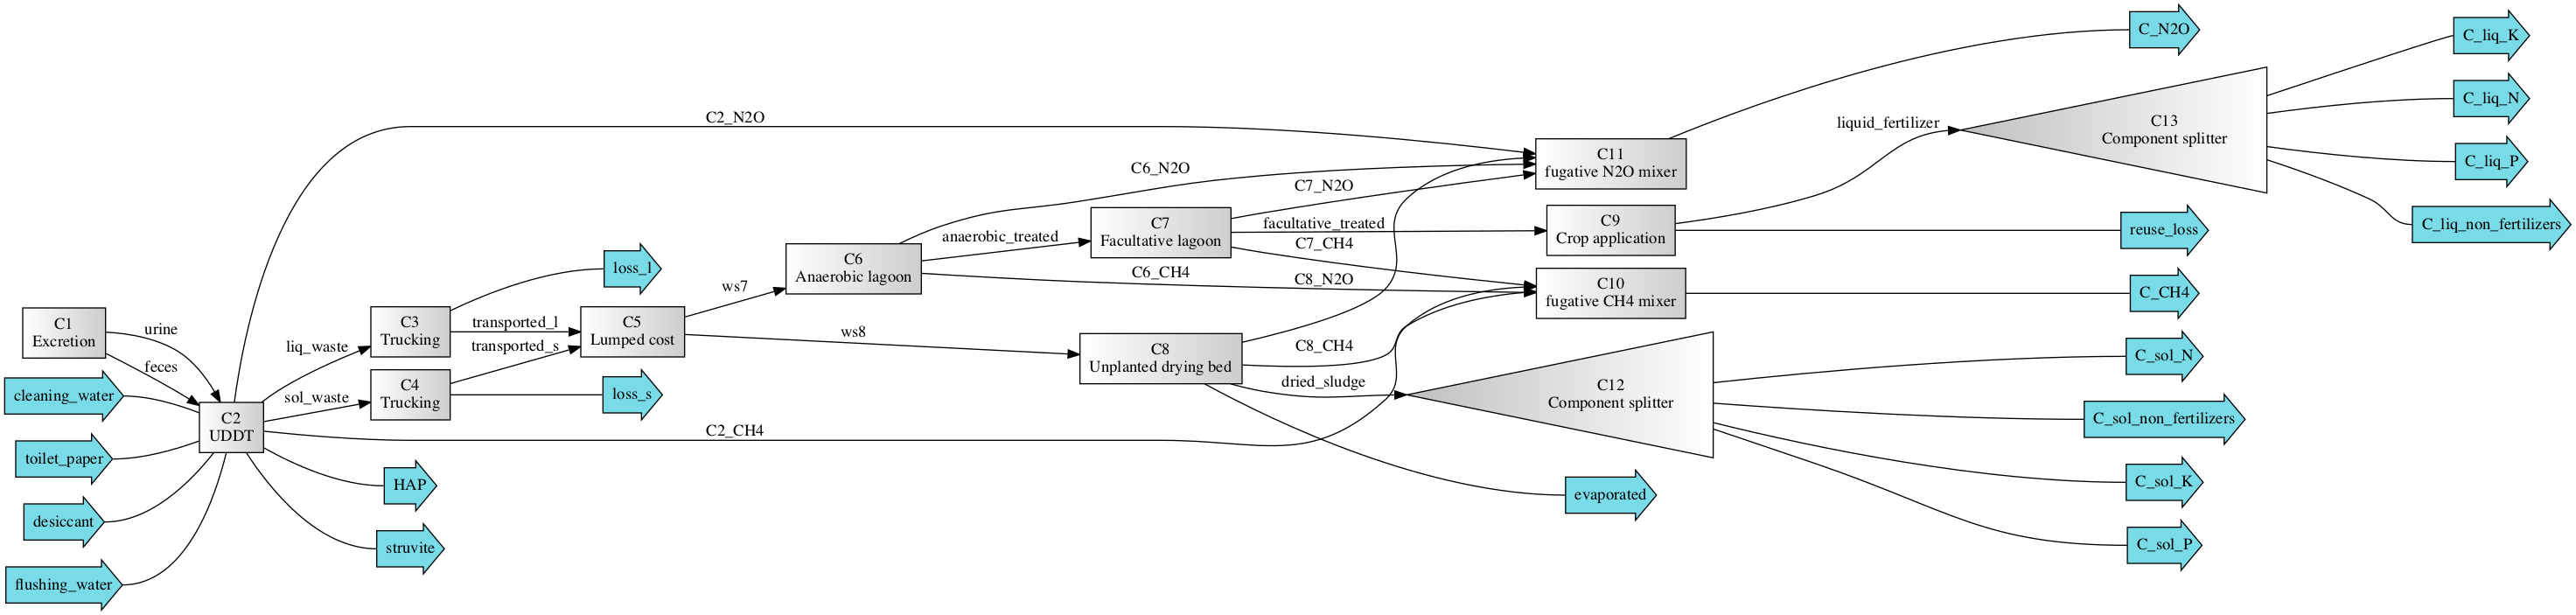 C1
Excretion
urine
feces
cleaning_water
toilet_paper
desiccant
flushing_water
C2
UDDT
C2_N2O
liq_waste
sol_waste
C2_CH4
HAP
struvite
C3
Trucking
C4
Trucking
loss_l
transported_l
transported_s
loss_s
C5
Lumped cost
ws7
ws8
C6
Anaerobic lagoon
C6_N2O
anaerobic_treated
C6_CH4
C7
Facultative lagoon
C7_N2O
facultative_treated
C7_CH4
C8_N2O
C8
Unplanted drying bed
C8_CH4
dried_sludge
evaporated
C11
fugative N2O mixer
C9
Crop application
C10
fugative CH4 mixer
C12
Component splitter
liquid_fertilizer
C13
Component splitter
C_N2O
C_liq_K
C_liq_N
C_liq_P
C_liq_non_fertilizers
reuse_loss
C_CH4
C_sol_N
C_sol_non_fertilizers
C_sol_K
C_sol_P